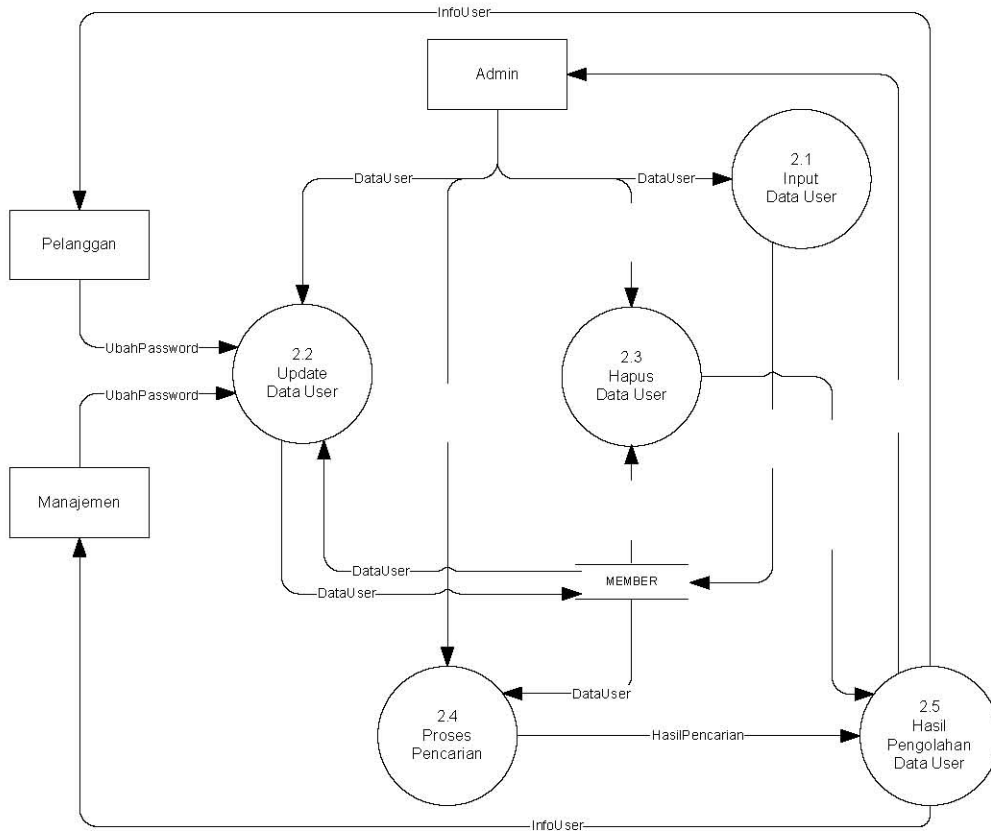 InfoUser
Admin
DataUser
DataUser
2.1
Input
Data User
Pelanggan
UbahPassword
2.2
Update
Data User
2.3
Hapus
Data User
UbahPassword
Manajemen
DataUser
MEMBER
DataUser
DataUser
2.4
Proses
Pencarian
HasilPencarian
2.5
Hasil
Pengolahan
Data User
InfoUser